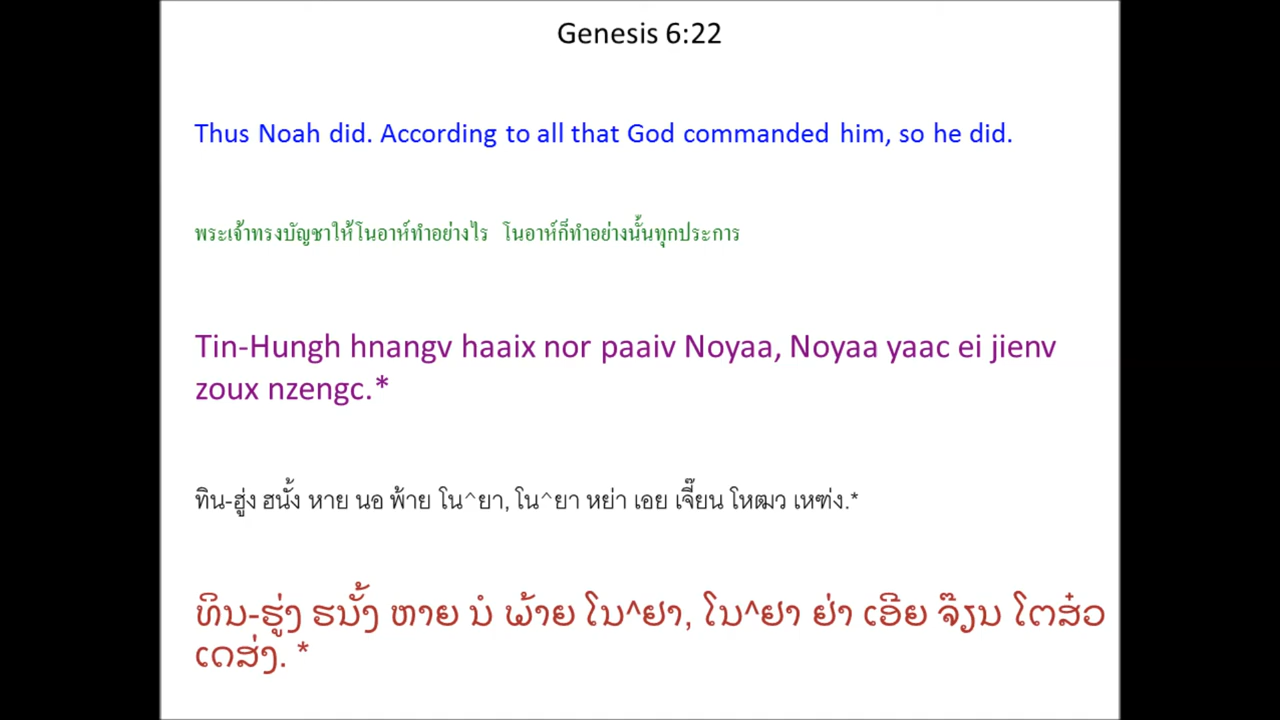 Genesis 6:22
Thus Noah did. According to all that God commanded him, so he did.
พระเจ้าทรงบัญชาให้โนอาห์ทำอย่างไร โนอาห์ก็ทำอย่างนั้นทุกประการ
Tin-Hungh hnangv haaix nor paaiv Noyaa, Noyaa yaac ei jienv
zoux nzengc.*
ทิน-ฮู่ง ฮนั้ง หาย นอ พ้าย โน^ยา, โน^ยา หย่า เอย เจี๊ยน โหฒว เหฑ่ง.*
ທິນ-ຮູ່ງ ຮນັ້ງ ຫາຍ ນໍ ພ້າຍ ໂນ^ຢາ, ໂນ^ຢາ ຢ່າ ເອີຍ ຈ໊ຽນ ໂຕສ໋ວ
ເດສ່ງ. *